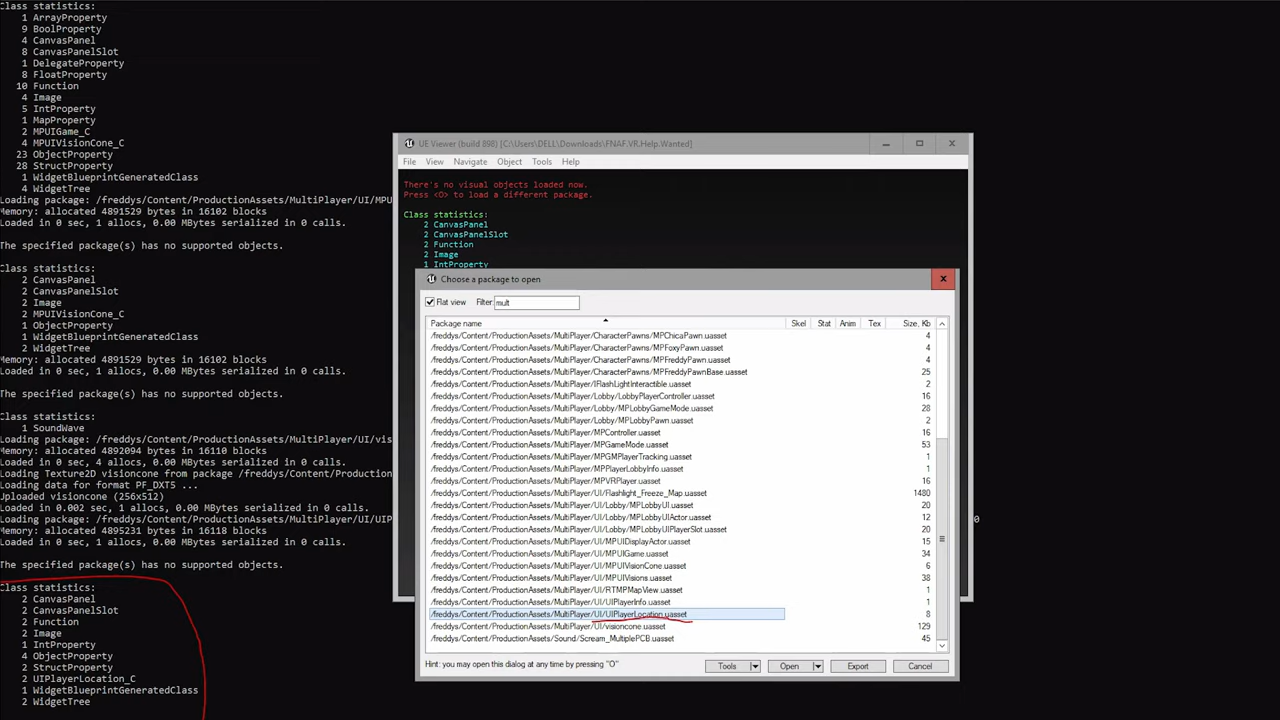 Class statistics:
1 ArrayProperty
9 BoolProperty
4 CanvasPanel
8 CanvasPanelSlot
1 DelegateProperty
8 FloatProperty
10 Function
4 Image
5 IntProperty
1 MapProperty
2 MPUIGame_C
4 MPUIVisionCone_C
23 ObjectProperty
28 StructProperty
1 WidgetBlueprintGeneratedClass
4 WidgetTree
Loading package: /freddys/Content/ProductionAssets/MultiPlayer/UI/MPU
Memory: allocated 4891529 bytes in 16102 blocks
Loaded in 0 sec, 1 allocs, 0.00 MBytes serialized in 0 calls.
The specified package(s) has no supported objects.
Class statistics:
2 CanvasPanel
2 CanvasPanelSlot
2 Image
2 MPUIVisionCone_C
1 ObjectProperty
1 WidgetBlueprintGeneratedClass
2 WidgetTree
Memory: allocated 4891529 bytes in 16102 blocks
Loaded in 0 sec, 1 allocs, 0.00 MBytes serialized in 0 calls.
The specified package(s) has no supported objects.
Class statistics:
1 SoundWave
Loading package: /freddys/Content/ProductionAssets/MultiPlayer/UI/vis
Memory: allocated 4892094 bytes in 16110 blocks
Loaded in 0 sec, 4 allocs, 0.00 MBytes serialized in 0 calls.
Loading Texture2D visioncone from package /freddys/Content/Production
Loading data for format PF_DXT5 ...
Uploaded visioncone (256x512)
Loaded in 0.002 sec, 1 allocs, 0.00 MBytes serialized in 0 calls.
Memory: allocated 4895231 bytes in 16118 blocks
Loading package: /freddys/Content/ProductionAssets/MultiPlayer/UI/UIP
Memory: allocated 4895231 bytes in 16118 blocks
Loaded in 0 sec, 1 allocs, 0.00 MBytes serialized in 0 calls.
The specified package(s) has no supported objects.
Class statistics:
2 CanvasPanel
2 CanvasPanelSlot
2 Function
2 Image
1 IntProperty
4 ObjectProperty
2 StructProperty
2 UIPlayerLocation_C
1 WidgetBlueprintGeneratedClass
2 WidgetTree
UE Viewer (build 898) [C:\Users\DELL\Downloads\FNAF.VR.Help.Wanted]
File View Navigate Object Tools Help
There's no visual objects loaded now.
Press <O> to load a different package.
Class statistics:
2 CanvasPanel
2 CanvasPanelSlot
2 Function
2 Image
1 IntProperty
Choose a package to open
Flat view Filter: mult
Package name Skel Stat Anim Tex Size, Kb
/freddys/Content/ProductionAssets/MultiPlayer/CharacterPawns/MPChicaPawn.uasset 4
/freddys/Content/ProductionAssets/MultiPlayer/CharacterPawns/MPFoxyPawn.uasset 4
/freddys/Content/ProductionAssets/MultiPlayer/CharacterPawns/MPFreddyPawn.uasset 4
/freddys/Content/ProductionAssets/MultiPlayer/CharacterPawns/MPFreddyPawnBase.uasset 25
/freddys/Content/ProductionAssets/MultiPlayer/IFlashLightInteractible.uasset 2
/freddys/Content/ProductionAssets/MultiPlayer/Lobby/LobbyPlayerController.uasset 16
/freddys/Content/ProductionAssets/MultiPlayer/Lobby/MPLobbyGameMode.uasset 28
/freddys/Content/ProductionAssets/MultiPlayer/Lobby/MPLobbyPawn.uasset 2
/freddys/Content/ProductionAssets/MultiPlayer/MPController.uasset 16
/freddys/Content/ProductionAssets/MultiPlayer/MPGameMode.uasset 53
/freddys/Content/ProductionAssets/MultiPlayer/MPGMPlayerTracking.uasset 1
/freddys/Content/ProductionAssets/MultiPlayer/MPPlayerLobbyInfo.uasset 1
/freddys/Content/ProductionAssets/MultiPlayer/MPVRPlayer.uasset 16
/freddys/Content/ProductionAssets/MultiPlayer/UI/Flashlight_Freeze_Map.uasset 1480
/freddys/Content/ProductionAssets/MultiPlayer/UI/Lobby/MPLobbyUI.uasset 20
/freddys/Content/ProductionAssets/MultiPlayer/UI/Lobby/MPLobbyUIActor.uasset 12
/freddys/Content/ProductionAssets/MultiPlayer/UI/Lobby/MPLobbyUIPlayerSlot.uasset 20
/freddys/Content/ProductionAssets/MultiPlayer/UI/MPUIDisplayActor.uasset 15
/freddys/Content/ProductionAssets/MultiPlayer/UI/MPUIGame.uasset 34
/freddys/Content/ProductionAssets/MultiPlayer/UI/MPUIVisionCone.uasset 6
/freddys/Content/ProductionAssets/MultiPlayer/UI/MPUIVisions.uasset 38
/freddys/Content/ProductionAssets/MultiPlayer/UI/RTMPMapView.uasset 1
/freddys/Content/ProductionAssets/MultiPlayer/UI/UIPlayerInfo.uasset 1
/freddys/Content/ProductionAssets/MultiPlayer/UI/UIPlayerLocation.uasset 8
/freddys/Content/ProductionAssets/MultiPlayer/UI/visioncone.uasset 129
/freddys/Content/ProductionAssets/Sound/Scream_MultiplePCB.uasset 45
Hint: you may open this dialog at any time by pressing "O"
Tools Open Export Cancel
0